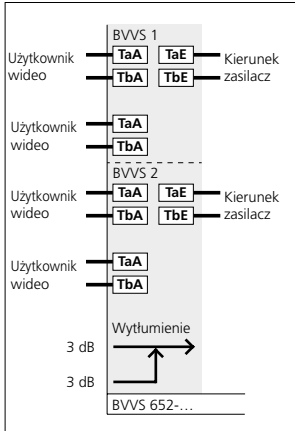 BVVS 1
Użytkownik wideo
TaA TaE
TbA TbE
Kierunek zasilacz
Użytkownik wideo
TaA
TbA
BVVS 2
Użytkownik wideo
TaA TaE
TbA TbE
Kierunek zasilacz
Użytkownik wideo
TaA
TbA
Wytłumienie
3 dB
3 dB
BVVS 652-...